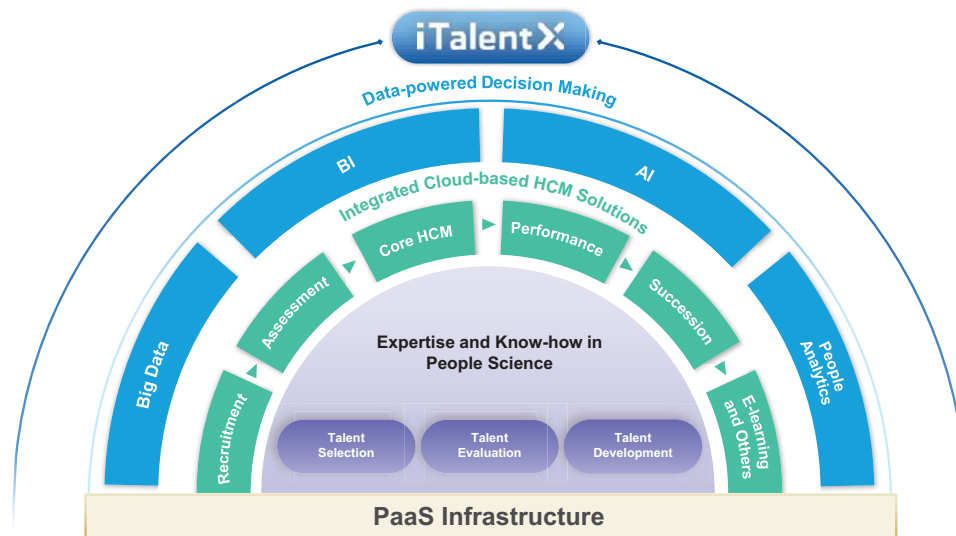 iTalentX
Data-powered Decision Making
BI
AI
Big Data
People
Analytics
Integrated Cloud-based HCM Solutions
Recruitment
Assessment
Core HCM
Performance
Succession
E-learning
and Others
Expertise and Know-how in
People Science
Talent
Selection
Talent
Evaluation
Talent
Development
PaaS Infrastructure